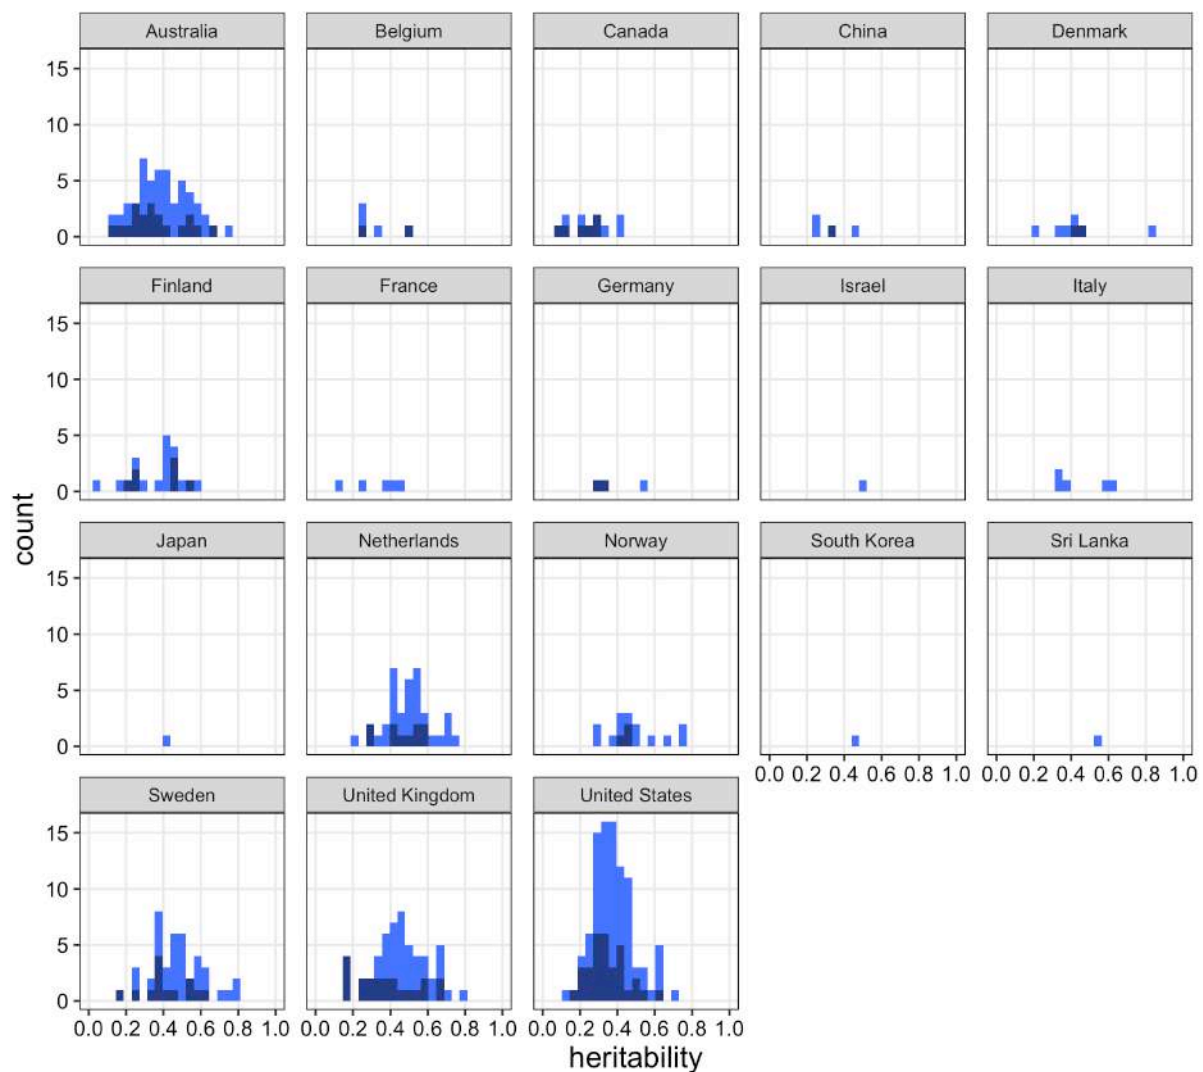 Australia Belgium Canada China Denmark
15
10
5
0
Finland France Germany Israel Italy
15
10
5
0
count
Japan Netherlands Norway South Korea Sri Lanka
15
10
5
0
0.0 0.2 0.4 0.6 0.8 1.0 0.0 0.2 0.4 0.6 0.8 1.0
Sweden United Kingdom United States
15
10
5
0
0.0 0.2 0.4 0.6 0.8 1.0 0.0 0.2 0.4 0.6 0.8 1.0 0.0 0.2 0.4 0.6 0.8 1.0
heritability